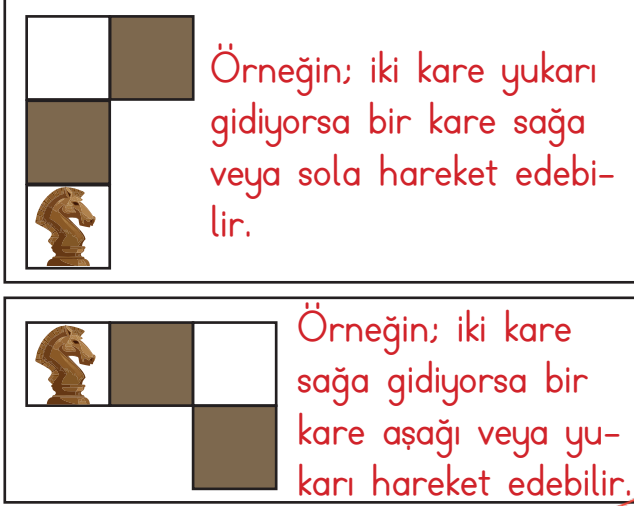 Örneğin; iki kare yukarı
gidiyorsa bir kare sağa
veya sola hareket edebi-
lir.
Örneğin; iki kare
sağa gidiyorsa bir
kare aşağı veya yu-
karı hareket edebilir.